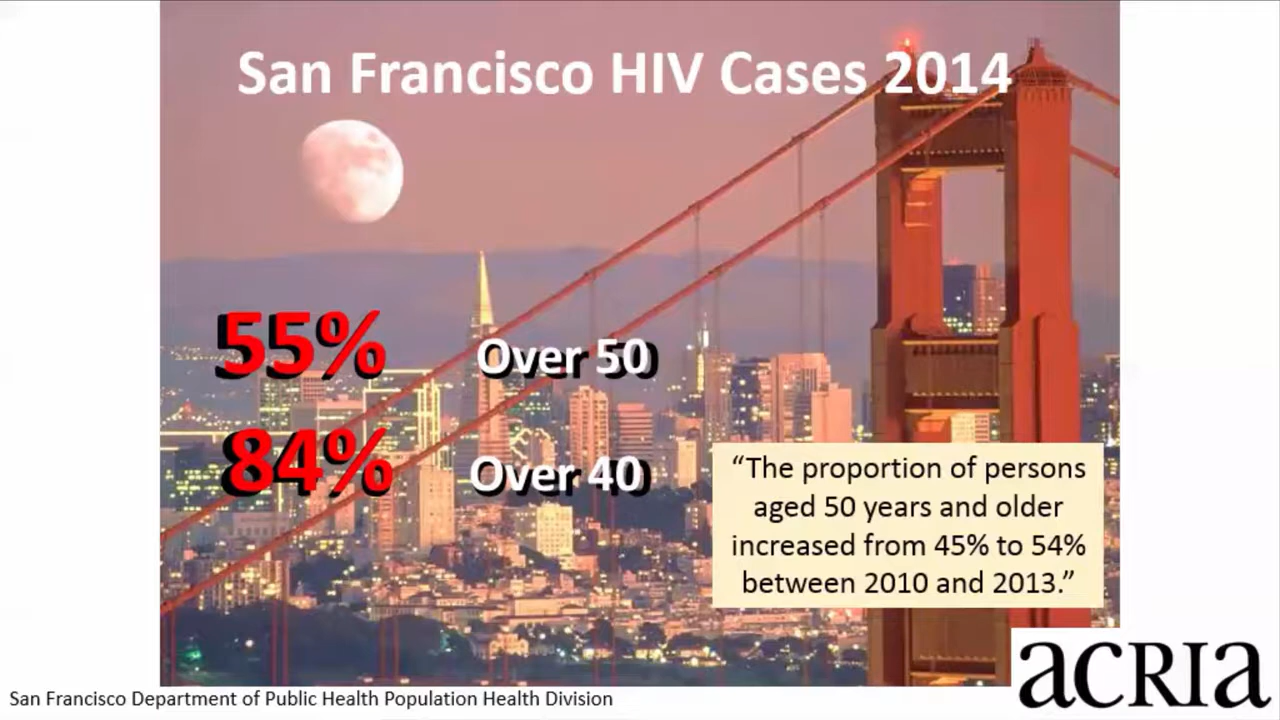 San Francisco HIV Cases 2014
55% Over 50
84% Over 40
“The proportion of persons
aged 50 years and older
increased from 45% to 54%
between 2010 and 2013.”
acRIa
San Francisco Department of Public Health Population Health Division